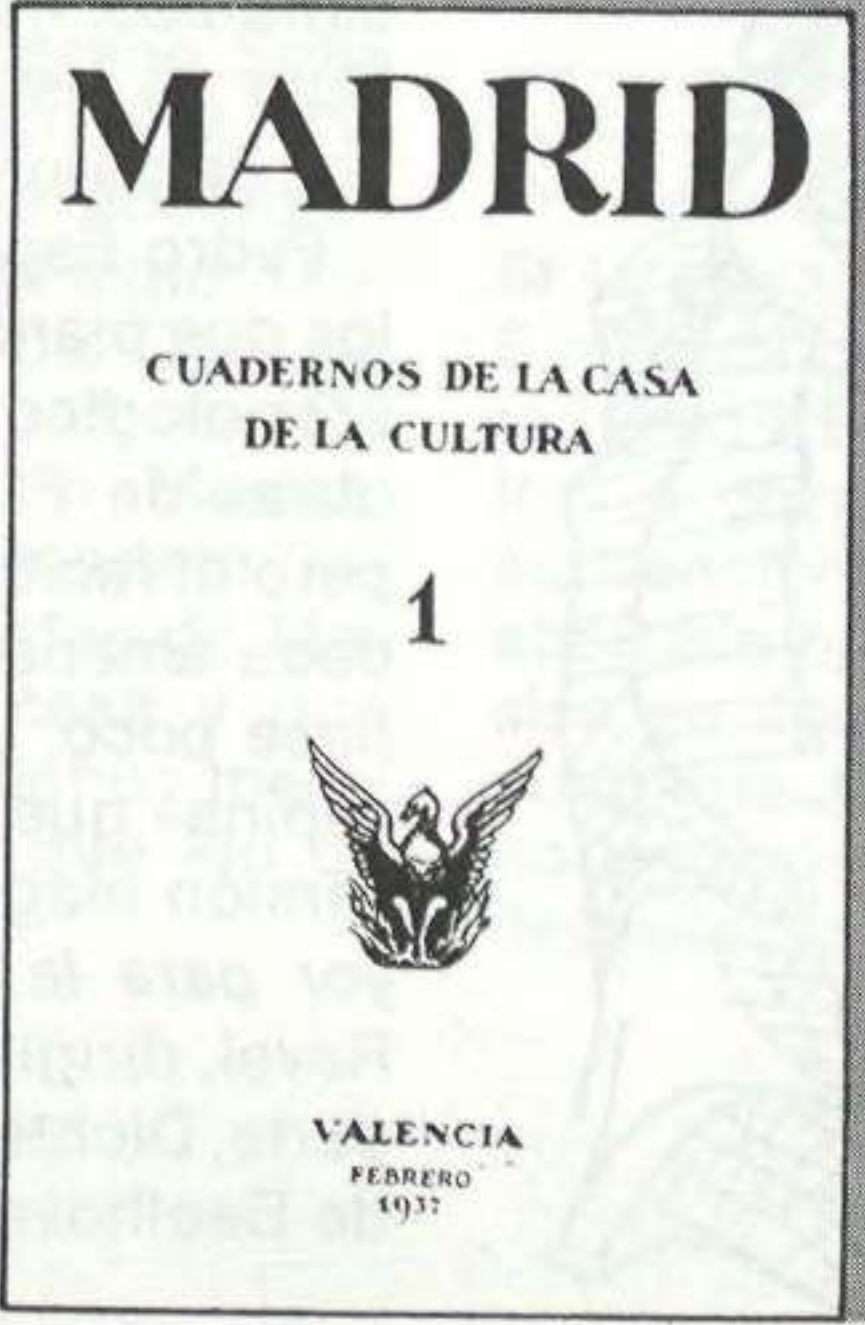 MADRID
CUADERNOS DE LA CASA
DE LA CULTURA
1
VALENCIA
FEBRERO
1937